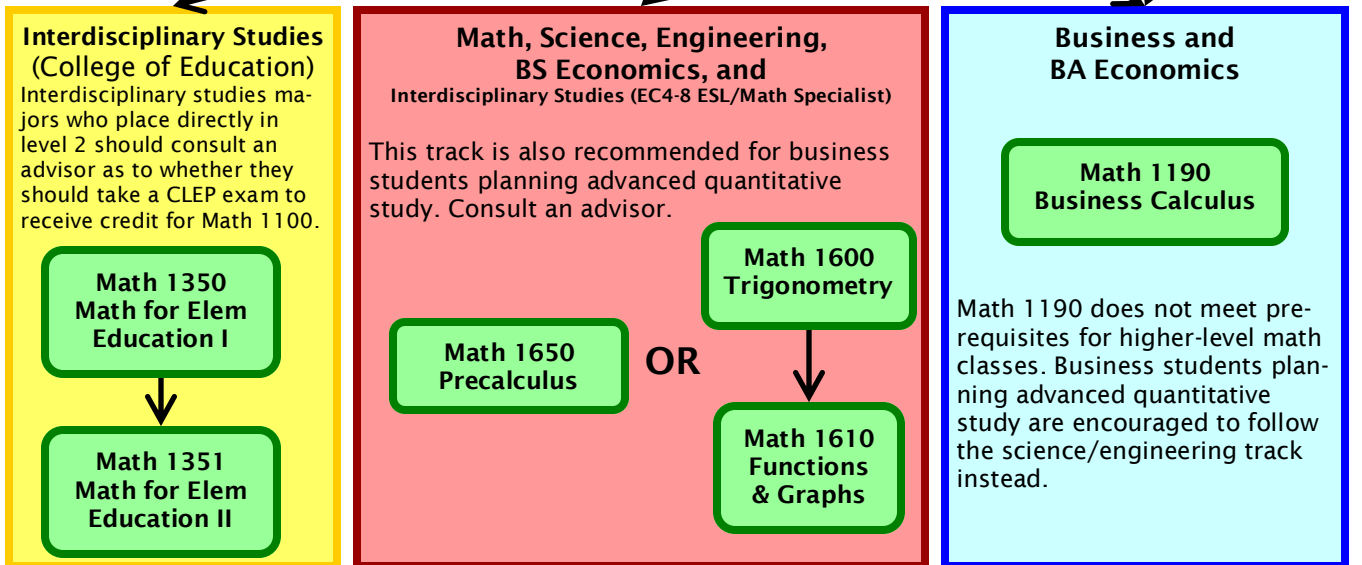 Interdisciplinary Studies
(College of Education)
Interdisciplinary studies ma-
jors who place directly in
level 2 should consult an
advisor as to whether they
should take a CLEP exam to
receive credit for Math 1100.
Math 1350
Math for Elem
Education I
Math 1351
Math for Elem
Education II
Math, Science, Engineering,
BS Economics, and
Interdisciplinary Studies (EC4-8 ESL/Math Specialist)
This track is also recommended for business
students planning advanced quantitative
study. Consult an advisor.
Math 1650
Precalculus
OR
Math 1600
Trigonometry
Math 1610
Functions
& Graphs
Business and
BA Economics
Math 1190
Business Calculus
Math 1190 does not meet pre-
requisites for higher-level math
classes. Business students plan-
ning advanced quantitative
study are encouraged to follow
the science/engineering track
instead.